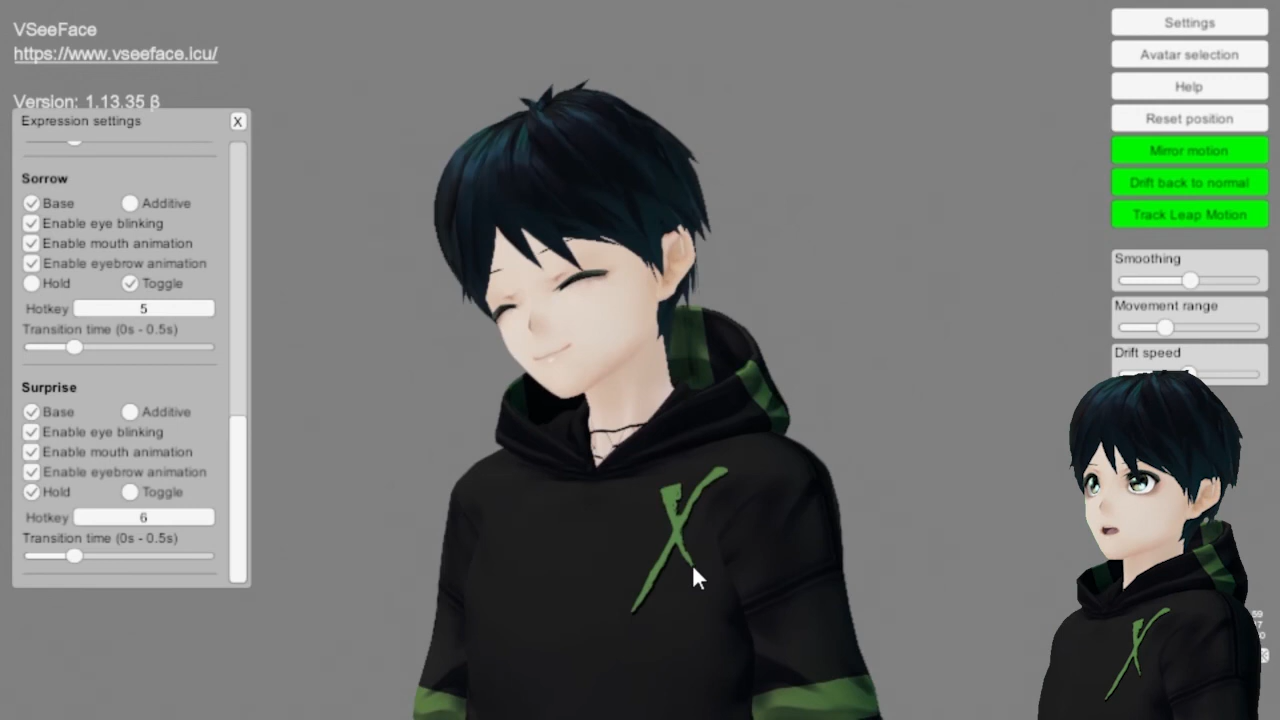 VSeeFace
https://www.vseeface.icu/
Version: 1.13.35 β
Expression settings
X
Sorrow
Base
Additive
Enable eye blinking
Enable mouth animation
Enable eyebrow animation
Hold
Toggle
Hotkey
5
Transition time (0s - 0.5s)
Surprise
Base
Additive
Enable eye blinking
Enable mouth animation
Enable eyebrow animation
Hold
Toggle
Hotkey
6
Transition time (0s - 0.5s)
Settings
Avatar selection
Help
Reset position
Mirror motion
Drift back to normal
Track Leap Motion
Smoothing
Movement range
Drift speed
X
X